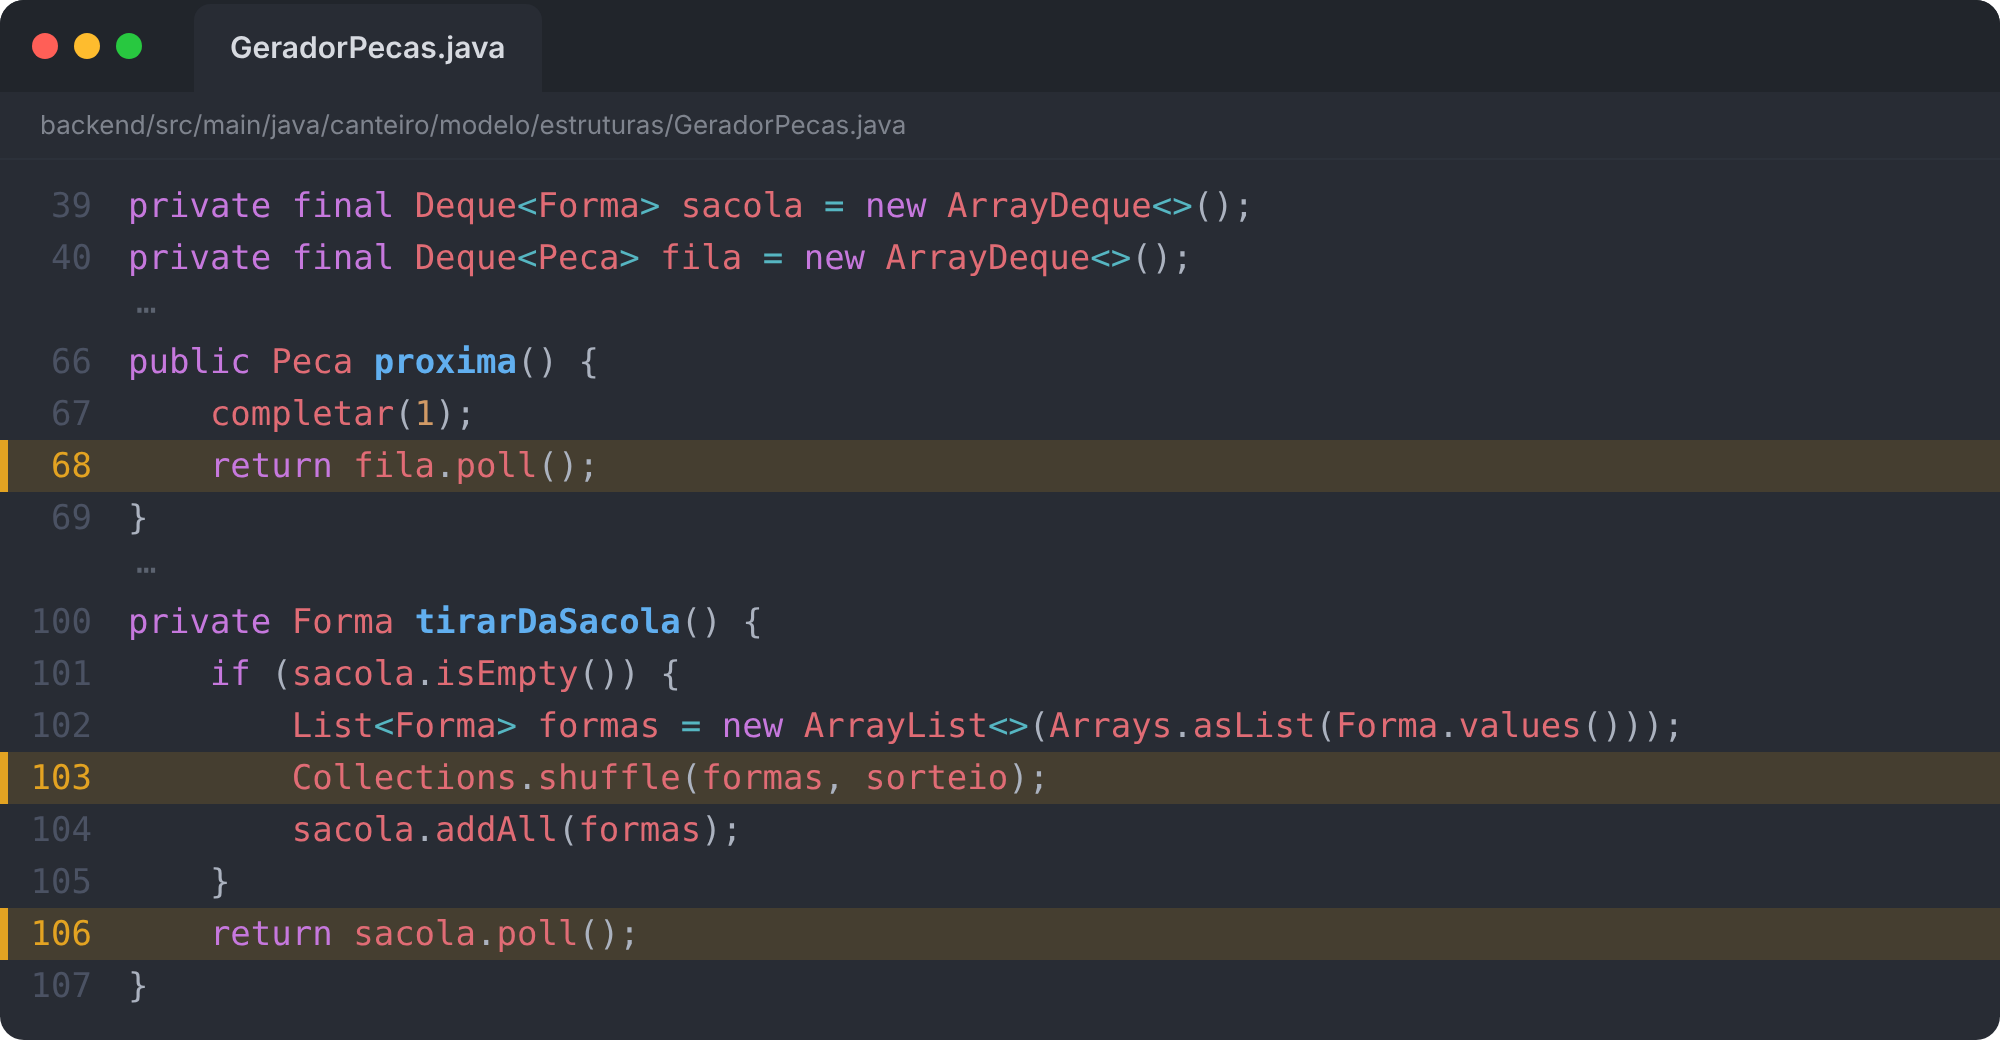 GeradorPecas.java
backend/src/main/java/canteiro/modelo/estruturas/GeradorPecas.java
39 private final Deque<Forma> sacola = new ArrayDeque<>();
40 private final Deque<Peca> fila = new ArrayDeque<>();
…
66 public Peca proxima() {
67     completar(1);
68     return fila.poll();
69 }
…
100 private Forma tirarDaSacola() {
101     if (sacola.isEmpty()) {
102         List<Forma> formas = new ArrayList<>(Arrays.asList(Forma.values()));
103         Collections.shuffle(formas, sorteio);
104         sacola.addAll(formas);
105     }
106     return sacola.poll();
107 }